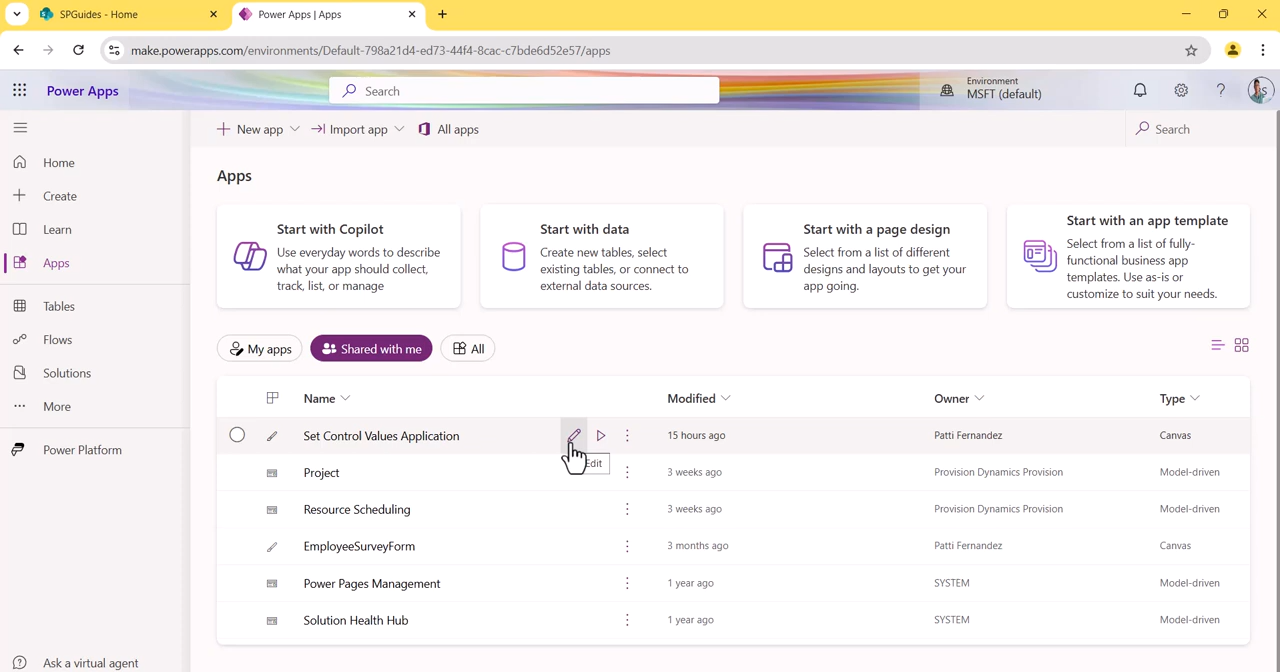 SPGuides - Home
Power Apps | Apps
make.powerapps.com/environments/Default-798a21d4-ed73-44f4-8cac-c7bde6d52e57/apps
Power Apps
Search
Environment
MSFT (default)
New app
Import app
All apps
Search
Home
Create
Learn
Apps
Tables
Flows
Solutions
More
Power Platform
Ask a virtual agent
Apps
Start with Copilot
Use everyday words to describe
what your app should collect,
track, list, or manage
Start with data
Create new tables, select
existing tables, or connect to
external data sources.
Start with a page design
Select from a list of different
designs and layouts to get your
app going.
Start with an app template
Select from a list of fully-
functional business app
templates. Use as-is or
customize to suit your needs.
My apps
Shared with me
All
Name Modified Owner Type
Set Control Values Application 15 hours ago Patti Fernandez Canvas
Edit
Project 3 weeks ago Provision Dynamics Provision Model-driven
Resource Scheduling 3 weeks ago Provision Dynamics Provision Model-driven
EmployeeSurveyForm 3 months ago Patti Fernandez Canvas
Power Pages Management 1 year ago SYSTEM Model-driven
Solution Health Hub 1 year ago SYSTEM Model-driven